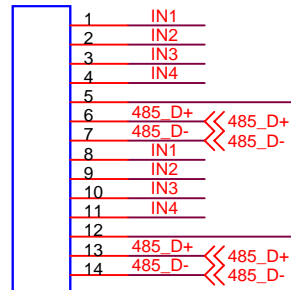 1 IN1
2 IN2
3 IN3
4 IN4
5
6 485_D+ 485_D+
7 485_D- 485_D-
8 IN1
9 IN2
10 IN3
11 IN4
12
13 485_D+ 485_D+
14 485_D- 485_D-